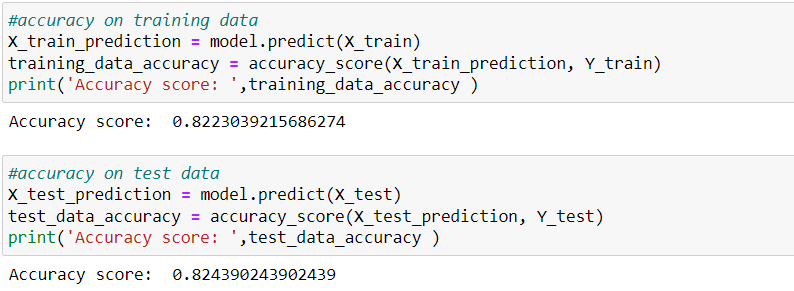 #accuracy on training data
X_train_prediction = model.predict(X_train)
training_data_accuracy = accuracy_score(X_train_prediction, Y_train)
print('Accuracy score: ',training_data_accuracy )
Accuracy score:  0.8223039215686274
#accuracy on test data
X_test_prediction = model.predict(X_test)
test_data_accuracy = accuracy_score(X_test_prediction, Y_test)
print('Accuracy score: ',test_data_accuracy )
Accuracy score:  0.824390243902439